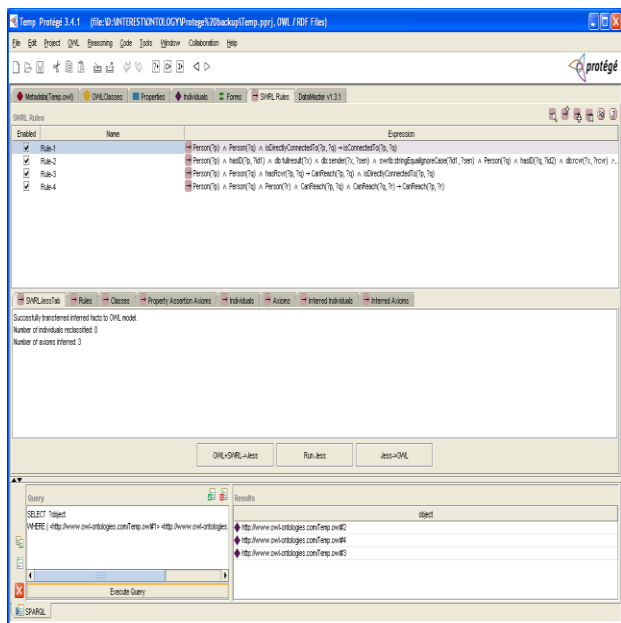 Temp Protégé 3.4.1 (file:\D:\INTEREST\ONTOLOGY\Protege%20backup\Temp.pprj, OWL / RDF Files)
File Edit Project OWL Reasoning Code Tools Window Collaboration Help
protégé
Metadata(Temp.owl) OWLClasses Properties Individuals Forms SWRL Rules DataMaster v1.3.1
SWRL Rules
Enabled Name Expression
Rule-1 Person(?p) ∧ Person(?q) ∧ isDirectlyConnectedTo(?p, ?q) → isConnectedTo(?p, ?q)
Rule-2 Person(?p) ∧ hasID(?p, ?id1) ∧ db:fullresult(?x) ∧ db:sender(?x, ?sen) ∧ swrlb:stringEqualIgnoreCase(?id1, ?sen) ∧ Person(?q) ∧ hasID(?q, ?id2) ∧ db:rcvr(?x, ?rcvr) ∧...
Rule-3 Person(?p) ∧ Person(?q) ∧ hasRcvr(?p, ?q) → CanReach(?p, ?q) ∧ isDirectlyConnectedTo(?p, ?q)
Rule-4 Person(?p) ∧ Person(?q) ∧ Person(?r) ∧ CanReach(?p, ?q) ∧ CanReach(?q, ?r) → CanReach(?p, ?r)
SWRLJessTab Rules Classes Property Assertion Axioms Individuals Axioms Inferred Individuals Inferred Axioms
Succesfully transferred inferred facts to OWL model.
Number of individuals reclassified: 0
Number of axioms inferred: 3
OWL+SWRL->Jess Run Jess Jess->OWL
Query Results
SELECT ?object
WHERE { <http://www.owl-ontologies.com/Temp.owl#1> <http://www.owl-ontologies.
object
http://www.owl-ontologies.com/Temp.owl#2
http://www.owl-ontologies.com/Temp.owl#4
http://www.owl-ontologies.com/Temp.owl#3
Execute Query
SPARQL